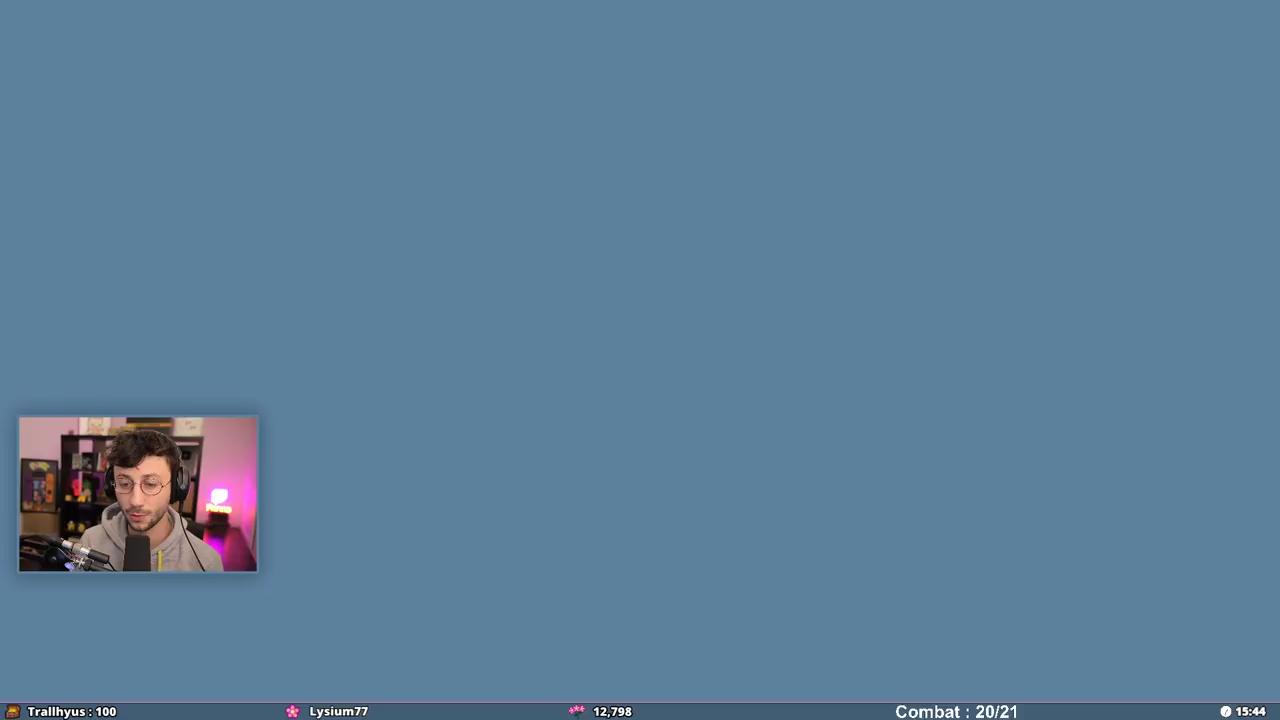 Trallhyus : 100
Lysium77
12,798
Combat : 20/21
15:44